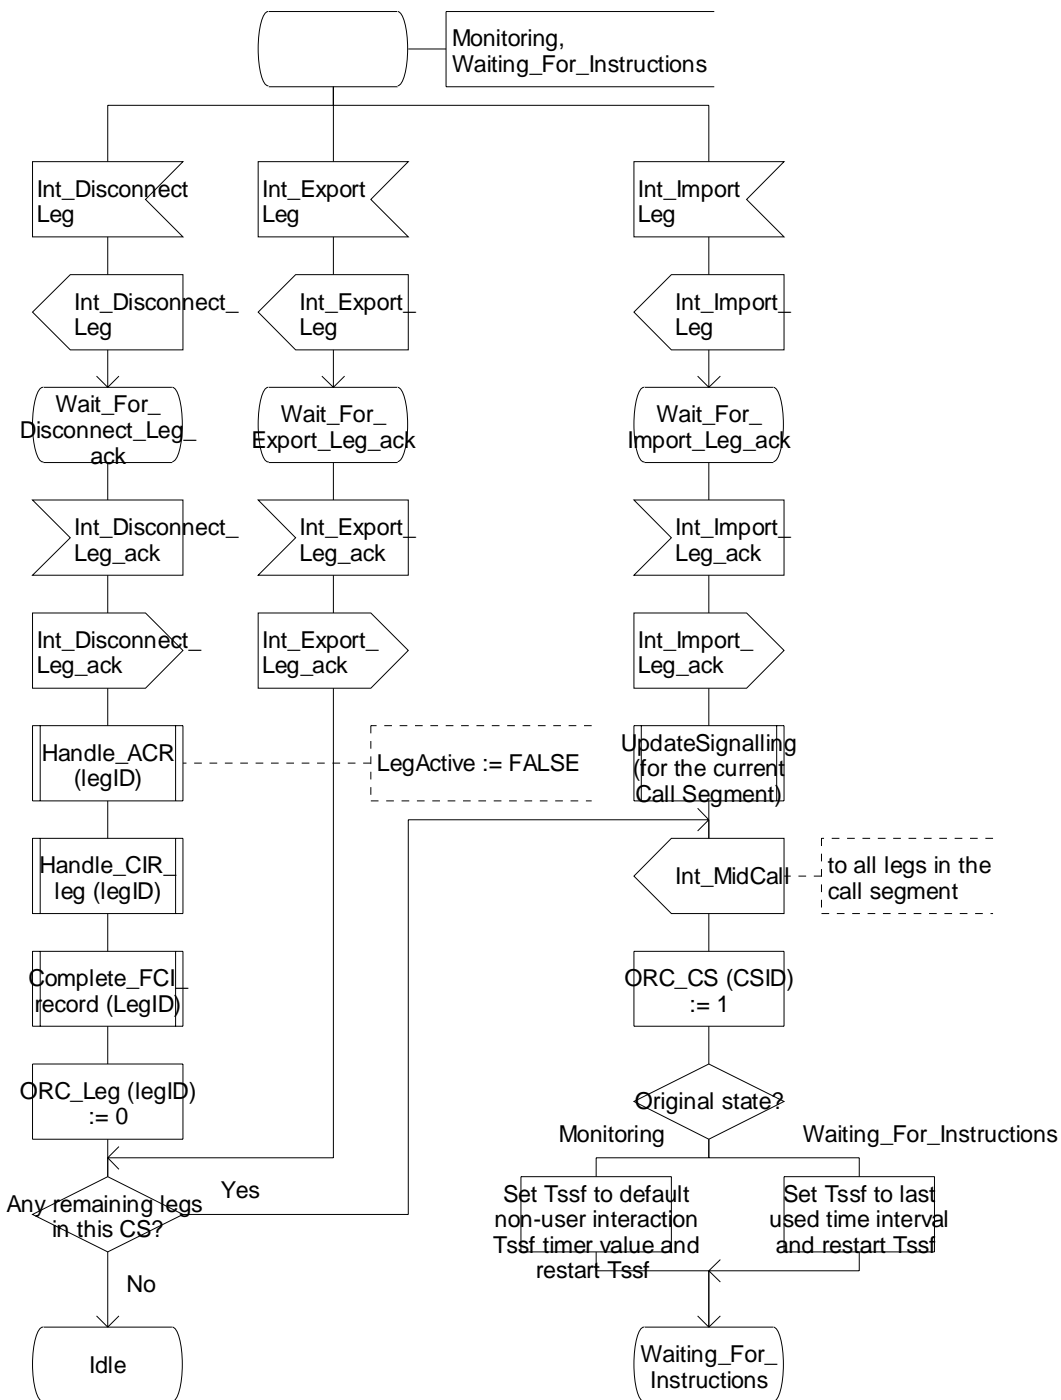 Monitoring,
Waiting_For_Instructions
Int_Disconnect
Leg
Int_Export
Leg
Int_Import
Leg
Int_Disconnect_
Leg
Int_Export_
Leg
Int_Import_
Leg
Wait_For_
Disconnect_Leg_
ack
Wait_For_
Export_Leg_ack
Wait_For_
Import_Leg_ack
Int_Disconnect_
Leg_ack
Int_Export_
Leg_ack
Int_Import_
Leg_ack
Int_Disconnect_
Leg_ack
Int_Export_
Leg_ack
Int_Import_
Leg_ack
Handle_ACR
(legID)
LegActive := FALSE
UpdateSignalling
(for the current
Call Segment)
Handle_CIR_
leg (legID)
Int_MidCall
to all legs in the
call segment
Complete_FCI_
record (LegID)
ORC_CS (CSID)
:= 1
ORC_Leg (legID)
:= 0
Original state?
Monitoring
Waiting_For_Instructions
Any remaining legs
in this CS?
Yes
Set Tssf to default
non-user interaction
Tssf timer value and
restart Tssf
Set Tssf to last
used time interval
and restart Tssf
No
Idle
Waiting_For_
Instructions